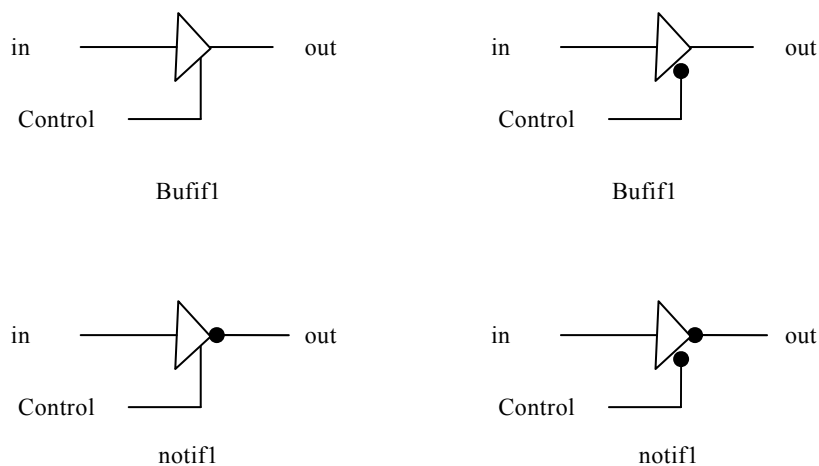 in out in out
Control Control
Bufif1 Bufif1
in out in out
Control Control
notif1 notif1